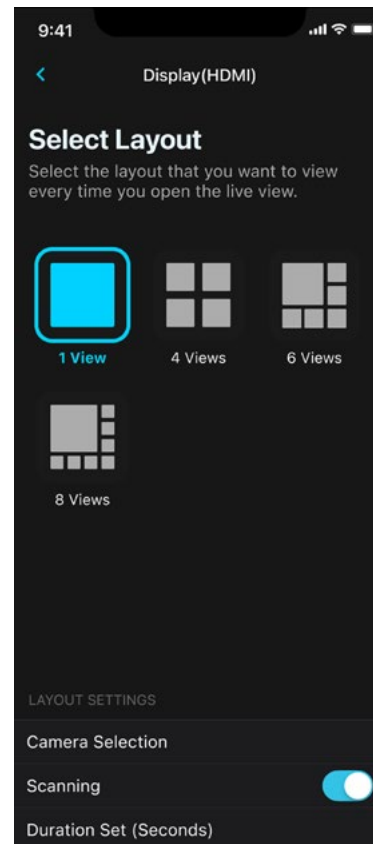 9:41
Display(HDMI)
Select Layout
Select the layout that you want to view
every time you open the live view.
1 View 4 Views 6 Views
8 Views
LAYOUT SETTINGS
Camera Selection
Scanning
Duration Set (Seconds)